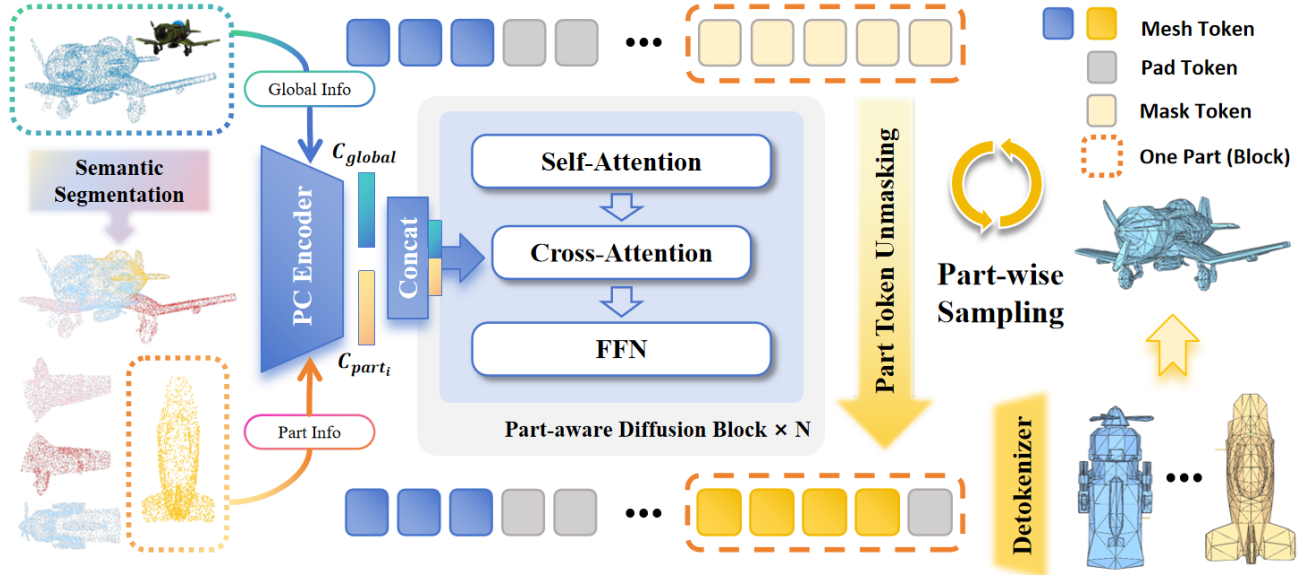 Global Info
Semantic
Segmentation
Part Info
PC Encoder
C_global
C_part_i
Concat
Self-Attention
Cross-Attention
FFN
Part-aware Diffusion Block × N
•••
•••
Part Token Unmasking
Part-wise
Sampling
Mesh Token
Pad Token
Mask Token
One Part (Block)
Detokenizer
•••